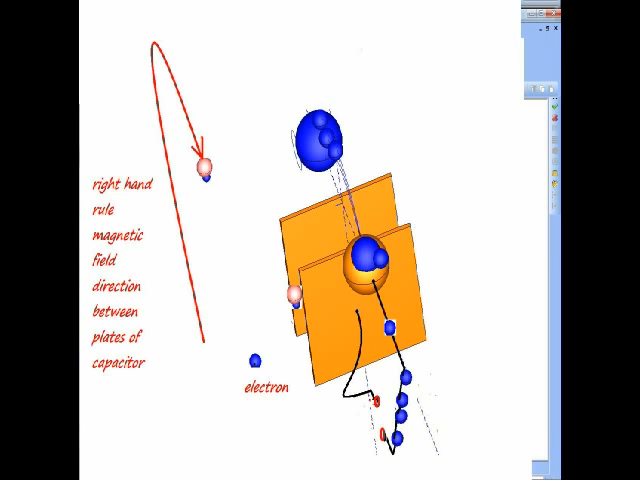 right hand
rule
magnetic
field
direction
between
plates of
capacitor
electron